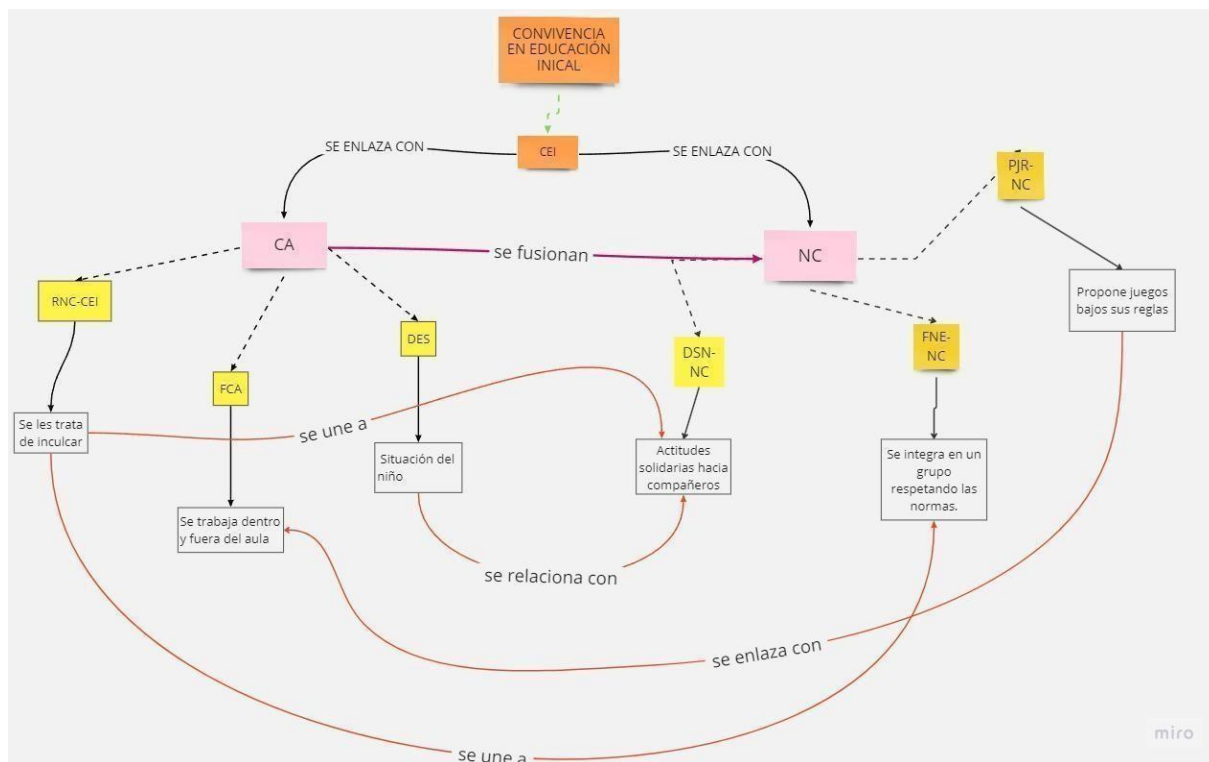 CONVIVENCIA
EN EDUCACIÓN
INICAL
CEI
SE ENLAZA CON
SE ENLAZA CON
PJR-
NC
CA
se fusionan
NC
RNC-CEI
Propone juegos
bajos sus reglas
DES
DSN-
NC
FNE-
NC
FCA
Se les trata
de inculcar
se une a
Situación del
niño
Actitudes
solidarias hacia
compañeros
Se integra en un
grupo
respetando las
normas.
Se trabaja dentro
y fuera del aula
se relaciona con
se enlaza con
se une a
miro